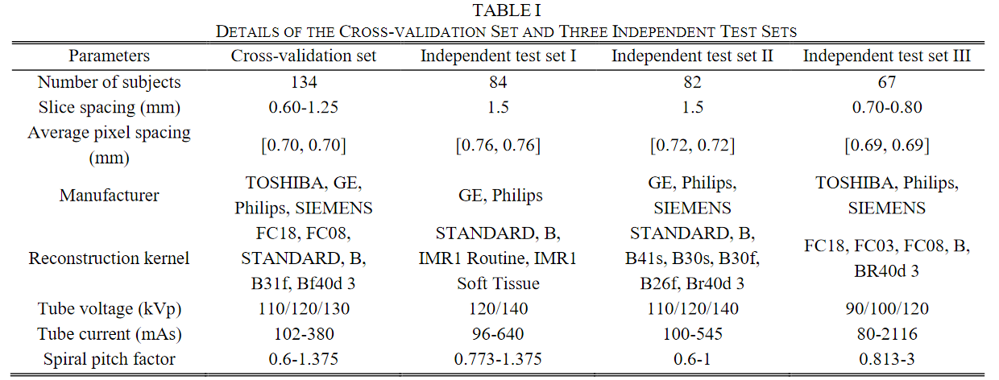 TABLE I
DETAILS OF THE CROSS-VALIDATION SET AND THREE INDEPENDENT TEST SETS
Parameters Cross-validation set Independent test set I Independent test set II Independent test set III
Number of subjects 134 84 82 67
Slice spacing (mm) 0.60-1.25 1.5 1.5 0.70-0.80
Average pixel spacing (mm) [0.70, 0.70] [0.76, 0.76] [0.72, 0.72] [0.69, 0.69]
Manufacturer TOSHIBA, GE, Philips, SIEMENS GE, Philips GE, Philips, SIEMENS TOSHIBA, Philips, SIEMENS
Reconstruction kernel FC18, FC08, STANDARD, B, B31f, Bf40d 3 STANDARD, B, IMR1 Routine, IMR1 Soft Tissue STANDARD, B, B41s, B30s, B30f, B26f, Br40d 3 FC18, FC03, FC08, B, BR40d 3
Tube voltage (kVp) 110/120/130 120/140 110/120/140 90/100/120
Tube current (mAs) 102-380 96-640 100-545 80-2116
Spiral pitch factor 0.6-1.375 0.773-1.375 0.6-1 0.813-3